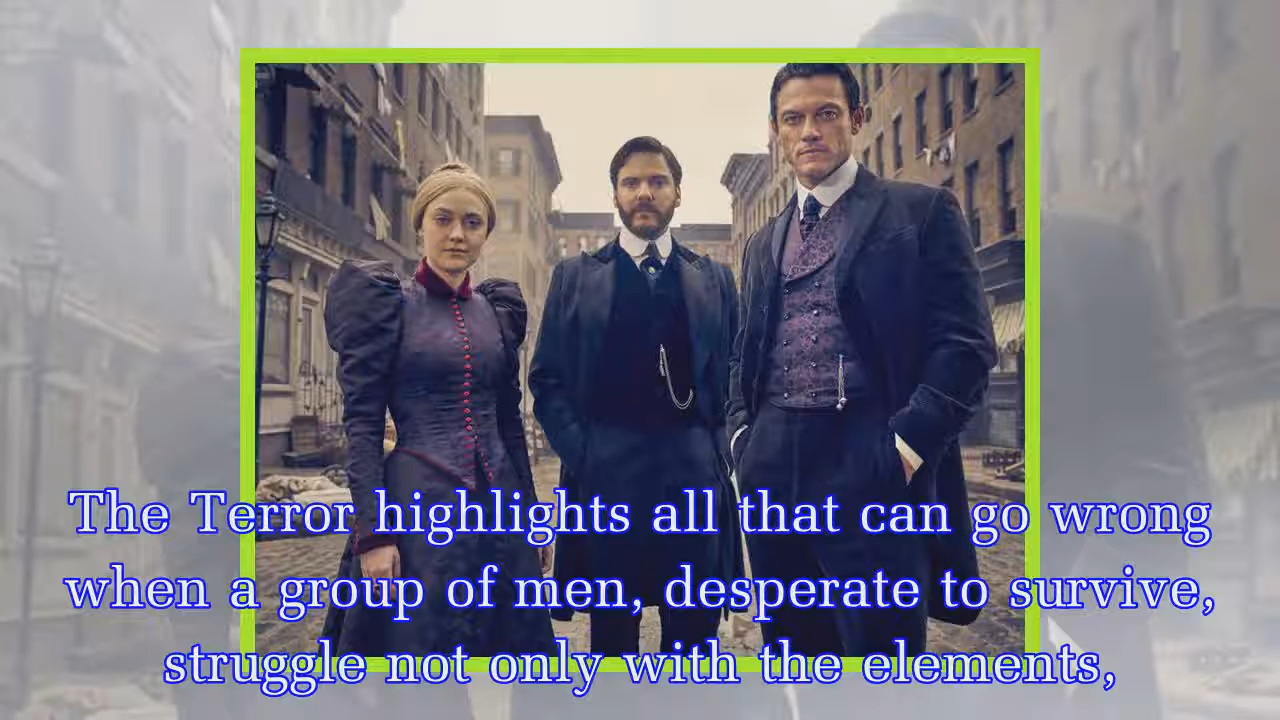 The Terror highlights all that can go wrong
when a group of men, desperate to survive,
struggle not only with the elements,